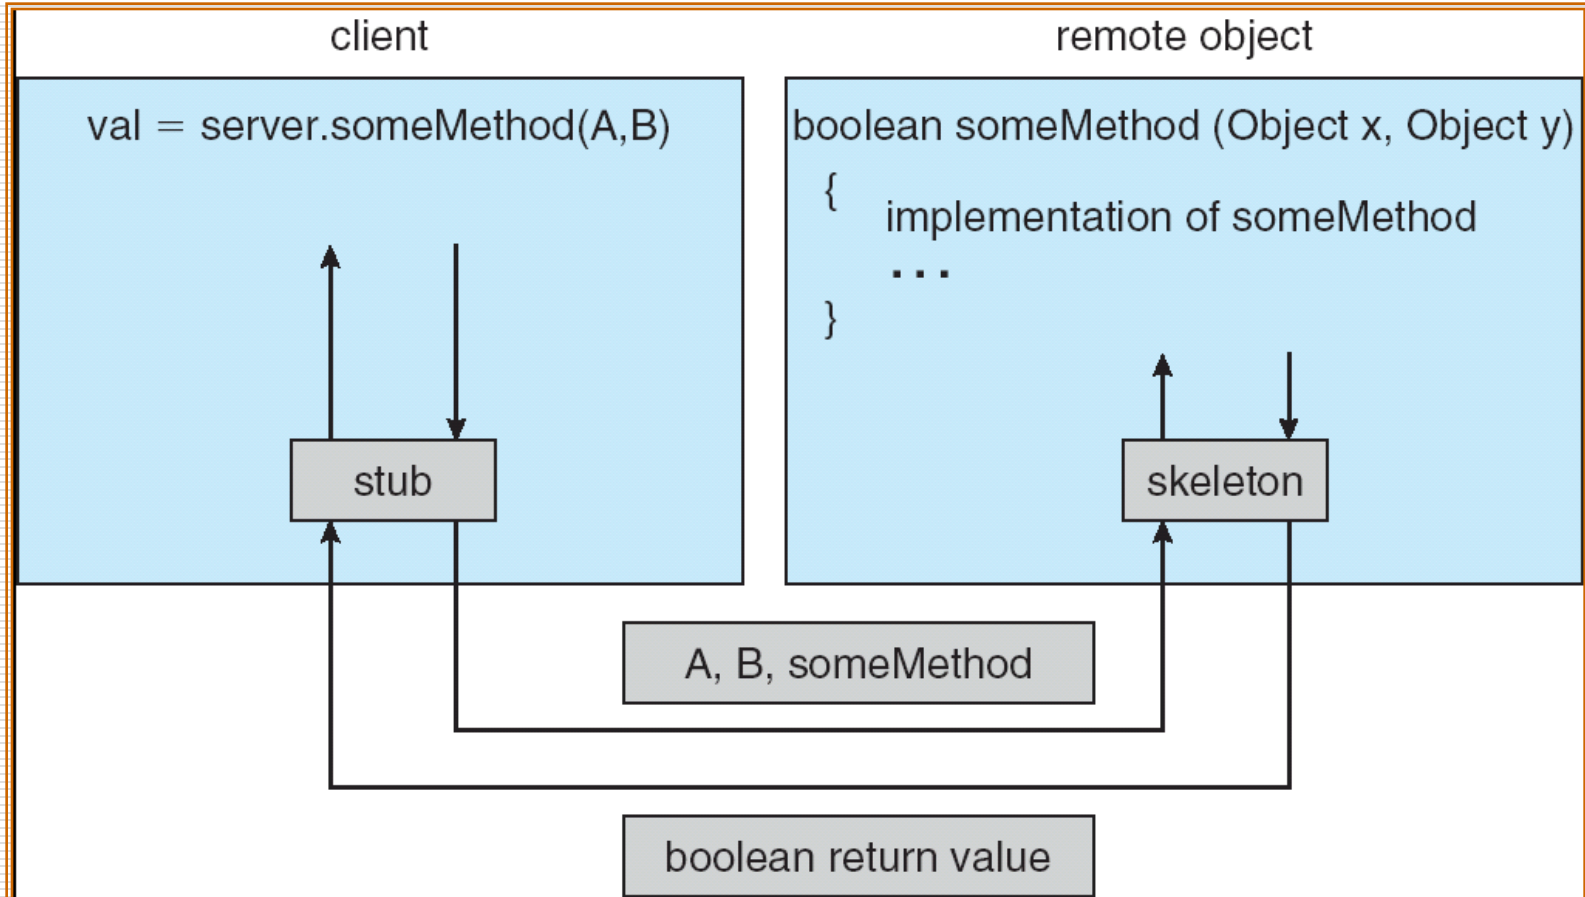 client
val = server.someMethod(A,B)
stub
remote object
boolean someMethod (Object x, Object y)
{
implementation of someMethod
...
}
skeleton
A, B, someMethod
boolean return value